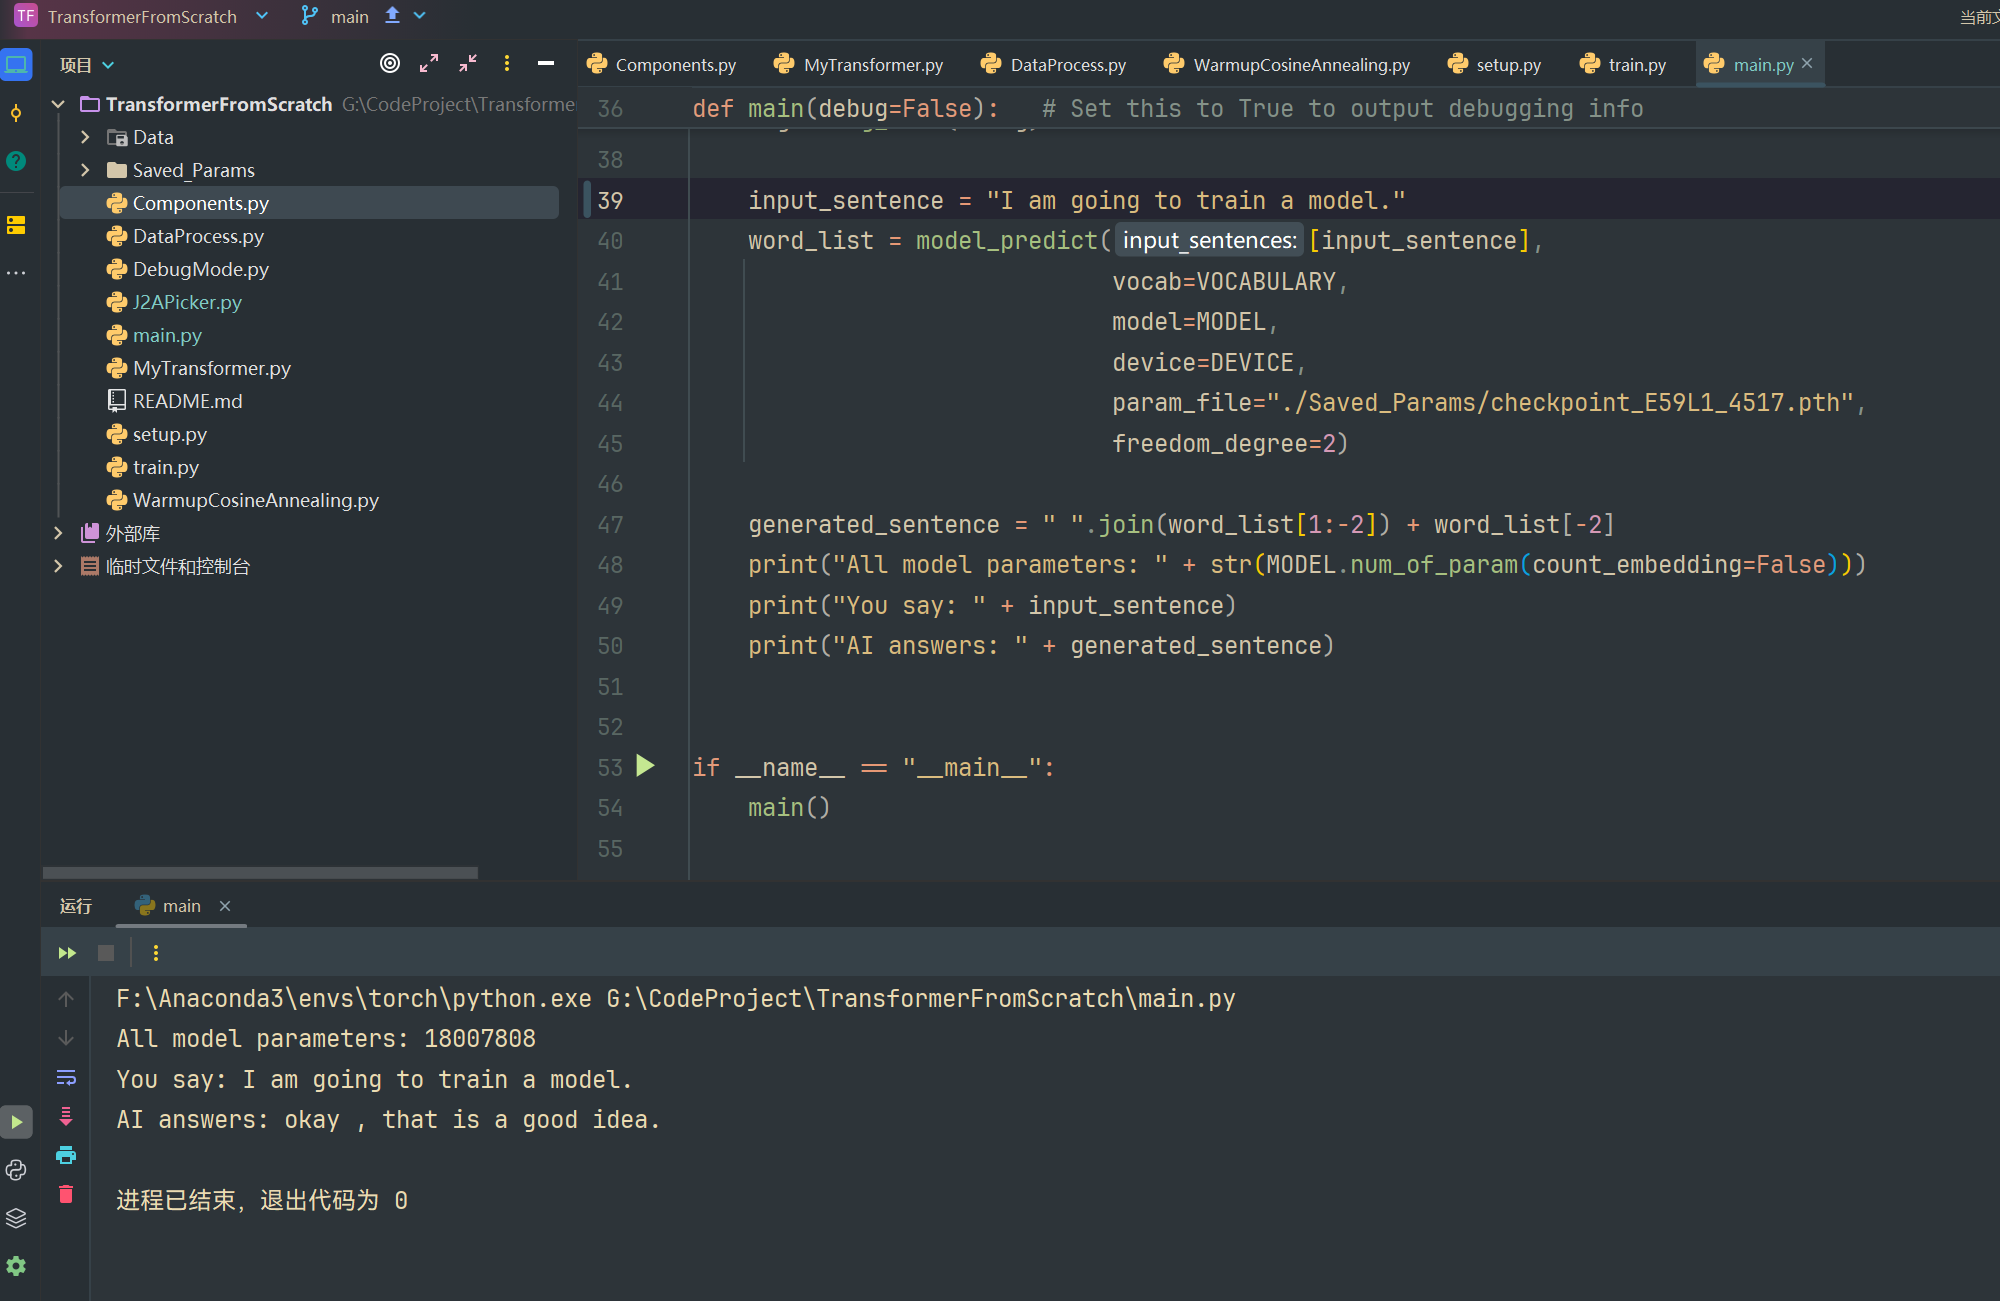 TF TransformerFromScratch main 当前文
项目
Components.py MyTransformer.py DataProcess.py WarmupCosineAnnealing.py setup.py train.py main.py
TransformerFromScratch G:\CodeProject\Transforme
Data
Saved_Params
Components.py
DataProcess.py
DebugMode.py
J2APicker.py
main.py
MyTransformer.py
README.md
setup.py
train.py
WarmupCosineAnnealing.py
外部库
临时文件和控制台
36 def main(debug=False): # Set this to True to output debugging info
38
39 input_sentence = "I am going to train a model."
40 word_list = model_predict( input_sentences: [input_sentence],
41 vocab=VOCABULARY,
42 model=MODEL,
43 device=DEVICE,
44 param_file="./Saved_Params/checkpoint_E59L1_4517.pth",
45 freedom_degree=2)
46
47 generated_sentence = " ".join(word_list[1:-2]) + word_list[-2]
48 print("All model parameters: " + str(MODEL.num_of_param(count_embedding=False)))
49 print("You say: " + input_sentence)
50 print("AI answers: " + generated_sentence)
51
52
53 if __name__ == "__main__":
54 main()
55
运行 main
F:\Anaconda3\envs\torch\python.exe G:\CodeProject\TransformerFromScratch\main.py
All model parameters: 18007808
You say: I am going to train a model.
AI answers: okay , that is a good idea.
进程已结束，退出代码为 0